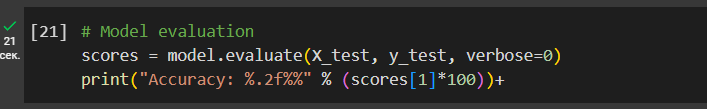 [21] # Model evaluation
21 scores = model.evaluate(X_test, y_test, verbose=0)
сек. print("Accuracy: %.2f%%" % (scores[1]*100))+